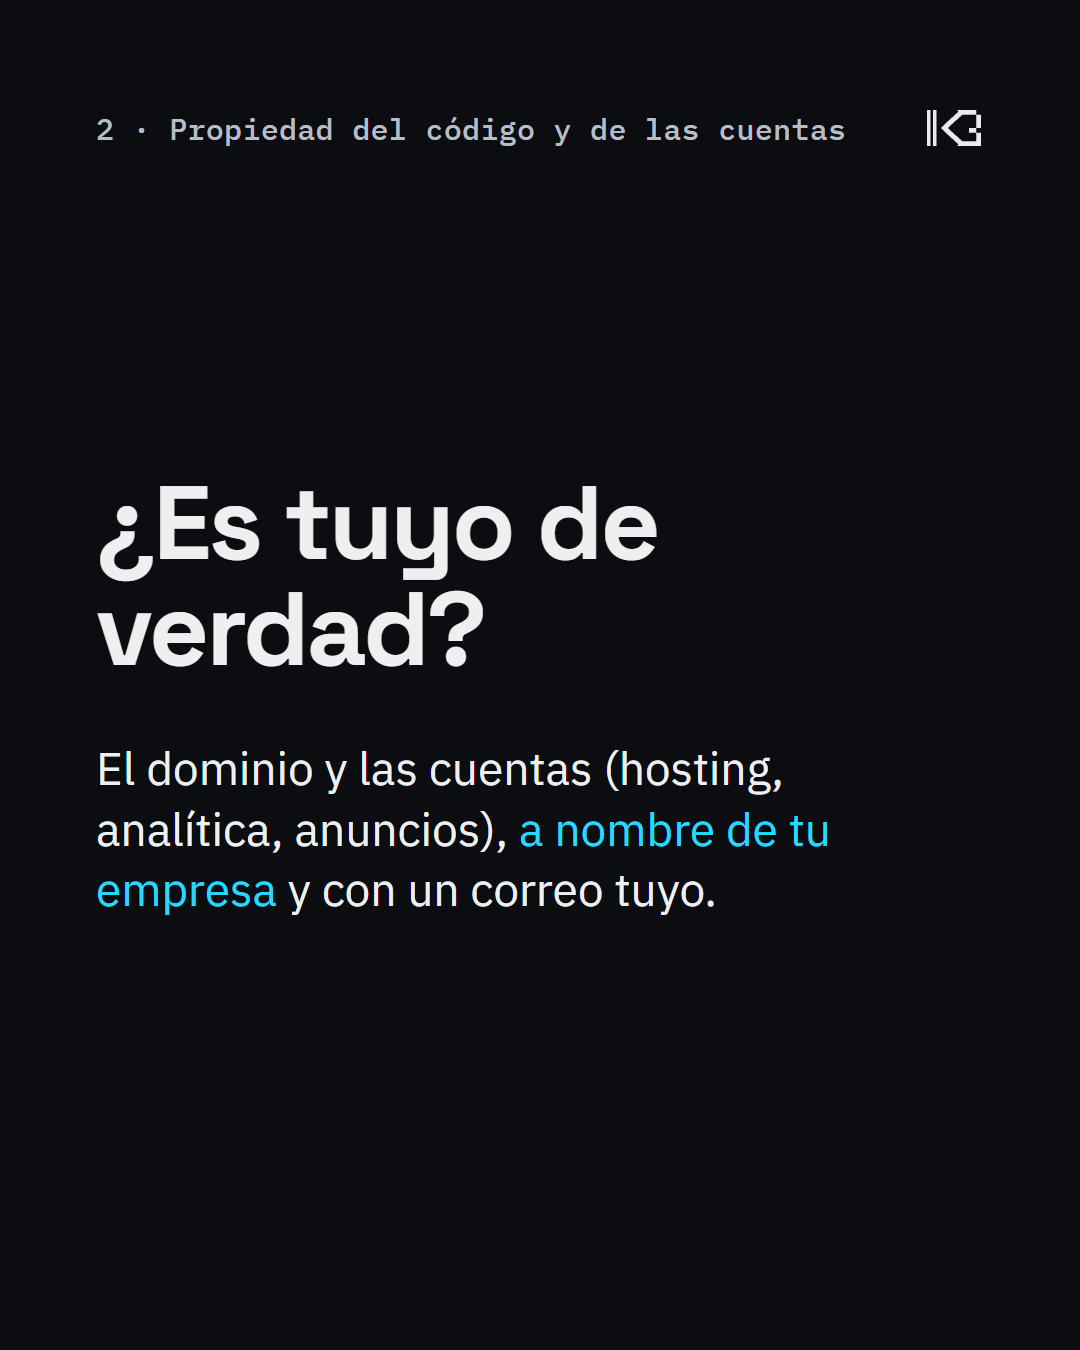 2 · Propiedad del código y de las cuentas
¿Es tuyo de
verdad?
El dominio y las cuentas (hosting,
analítica, anuncios), a nombre de tu
empresa y con un correo tuyo.